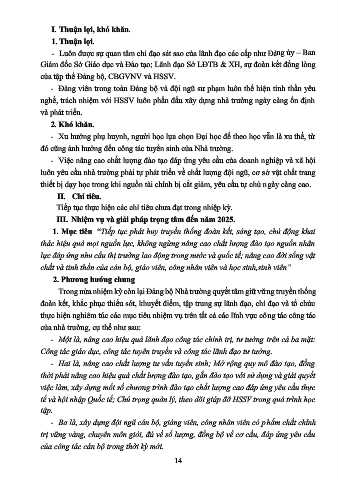 I. Thuận lợi, khó khăn.
1. Thuận lợi.
- Luôn được sự quan tâm chỉ đạo sát sao của lãnh đạo các cấp như Đảng ủy – Ban
Giám đốc Sở Giáo dục và Đào tạo; Lãnh đạo Sở LĐTB & XH, sự đoàn kết đồng lòng
của tập thể Đảng bộ, CBGVNV và HSSV.
- Đảng viên trong toàn Đảng bộ và đội ngũ sư phạm luôn thể hiện tinh thần yêu
nghề, trách nhiệm với HSSV luôn phấn đấu xây dựng nhà trường ngày càng ổn định
và phát triển.
2. Khó khăn.
- Xu hướng phụ huynh, người học lựa chọn Đại học để theo học vẫn là xu thế, từ
đó cũng ảnh hưởng đến công tác tuyển sinh của Nhà trường.
- Việc nâng cao chất lượng đào tạo đáp ứng yêu cầu của doanh nghiệp và xã hội
luôn yêu cầu nhà trường phải tự phát triển về chất lượng đội ngũ, cơ sở vật chất trang
thiết bị dạy học trong khi nguồn tài chính bị cắt giảm, yêu cầu tự chủ ngày càng cao.
II. Chỉ tiêu.
Tiếp tục thực hiện các chỉ tiêu chưa đạt trong nhiệp kỳ.
III. Nhiệm vụ và giải pháp trọng tâm đến năm 2025.
1. Mục tiêu “Tiếp tục phát huy truyền thống đoàn kết, sáng tạo, chủ động khai
thác hiệu quả mọi nguồn lực, không ngừng nâng cao chất lượng đào tạo nguồn nhân
lực đáp ứng nhu cầu thị trường lao động trong nước và quốc tế; nâng cao đời sống vật
chất và tinh thần của cán bộ, giáo viên, công nhân viên và học sinh,sinh viên”
2. Phương hướng chung
Trong nửa nhiệm kỳ còn lại Đảng bộ Nhà trường quyết tâm giữ vững truyền thống
đoàn kết, khắc phục thiếu sót, khuyết điểm, tập trung sự lãnh đạo, chỉ đạo và tổ chức
thực hiện nghiêm túc các mục tiêu nhiệm vụ trên tất cả các lĩnh vực công tác công tác
của nhà trường, cụ thể như sau:
- Một là, nâng cao hiệu quả lãnh đạo công tác chính trị, tư tưởng trên cả ba mặt:
Công tác giáo dục, công tác tuyên truyền và công tác lãnh đạo tư tưởng.
- Hai là, nâng cao chất lượng tư vấn tuyển sinh; Mở rộng quy mô đào tạo, đồng
thời phải nâng cao hiệu quả chất lượng đào tạo, gắn đào tạo với sử dụng và giải quyết
việc làm, xây dựng một số chương trình đào tạo chất lượng cao đáp ứng yêu cầu thực
tế và hội nhập Quốc tế; Chú trọng quản lý, theo dõi giúp đỡ HSSV trong quá trình học
tập.
- Ba là, xây dựng đội ngũ cán bộ, giảng viên, công nhân viên có phẩm chất chính
trị vững vàng, chuyên môn giỏi, đủ về số lượng, đồng bộ về cơ cấu, đáp ứng yêu cầu
của công tác cán bộ trong thời kỳ mới.
14